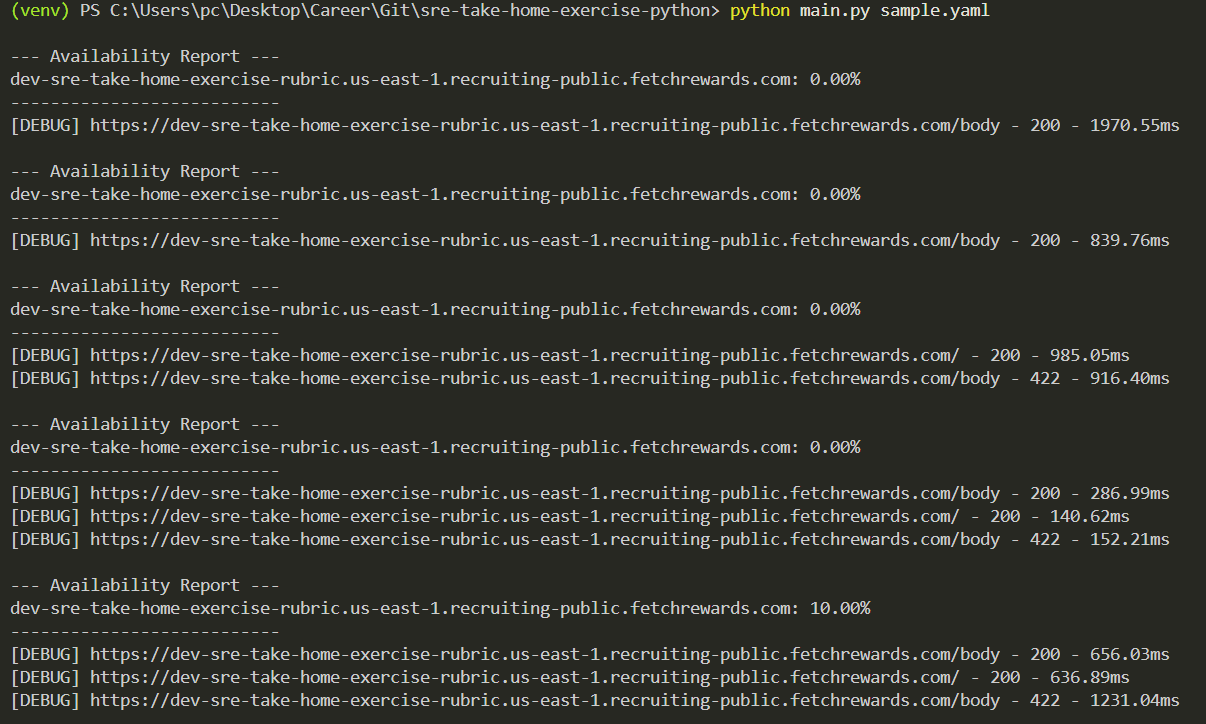 (venv) PS C:\Users\pc\Desktop\Career\Git\sre-take-home-exercise-python> python main.py sample.yaml
--- Availability Report ---
dev-sre-take-home-exercise-rubric.us-east-1.recruiting-public.fetchrewards.com: 0.00%
---------------------------
[DEBUG] https://dev-sre-take-home-exercise-rubric.us-east-1.recruiting-public.fetchrewards.com/body - 200 - 1970.55ms
--- Availability Report ---
dev-sre-take-home-exercise-rubric.us-east-1.recruiting-public.fetchrewards.com: 0.00%
---------------------------
[DEBUG] https://dev-sre-take-home-exercise-rubric.us-east-1.recruiting-public.fetchrewards.com/body - 200 - 839.76ms
--- Availability Report ---
dev-sre-take-home-exercise-rubric.us-east-1.recruiting-public.fetchrewards.com: 0.00%
---------------------------
[DEBUG] https://dev-sre-take-home-exercise-rubric.us-east-1.recruiting-public.fetchrewards.com/ - 200 - 985.05ms
[DEBUG] https://dev-sre-take-home-exercise-rubric.us-east-1.recruiting-public.fetchrewards.com/body - 422 - 916.40ms
--- Availability Report ---
dev-sre-take-home-exercise-rubric.us-east-1.recruiting-public.fetchrewards.com: 0.00%
---------------------------
[DEBUG] https://dev-sre-take-home-exercise-rubric.us-east-1.recruiting-public.fetchrewards.com/body - 200 - 286.99ms
[DEBUG] https://dev-sre-take-home-exercise-rubric.us-east-1.recruiting-public.fetchrewards.com/ - 200 - 140.62ms
[DEBUG] https://dev-sre-take-home-exercise-rubric.us-east-1.recruiting-public.fetchrewards.com/body - 422 - 152.21ms
--- Availability Report ---
dev-sre-take-home-exercise-rubric.us-east-1.recruiting-public.fetchrewards.com: 10.00%
---------------------------
[DEBUG] https://dev-sre-take-home-exercise-rubric.us-east-1.recruiting-public.fetchrewards.com/body - 200 - 656.03ms
[DEBUG] https://dev-sre-take-home-exercise-rubric.us-east-1.recruiting-public.fetchrewards.com/ - 200 - 636.89ms
[DEBUG] https://dev-sre-take-home-exercise-rubric.us-east-1.recruiting-public.fetchrewards.com/body - 422 - 1231.04ms